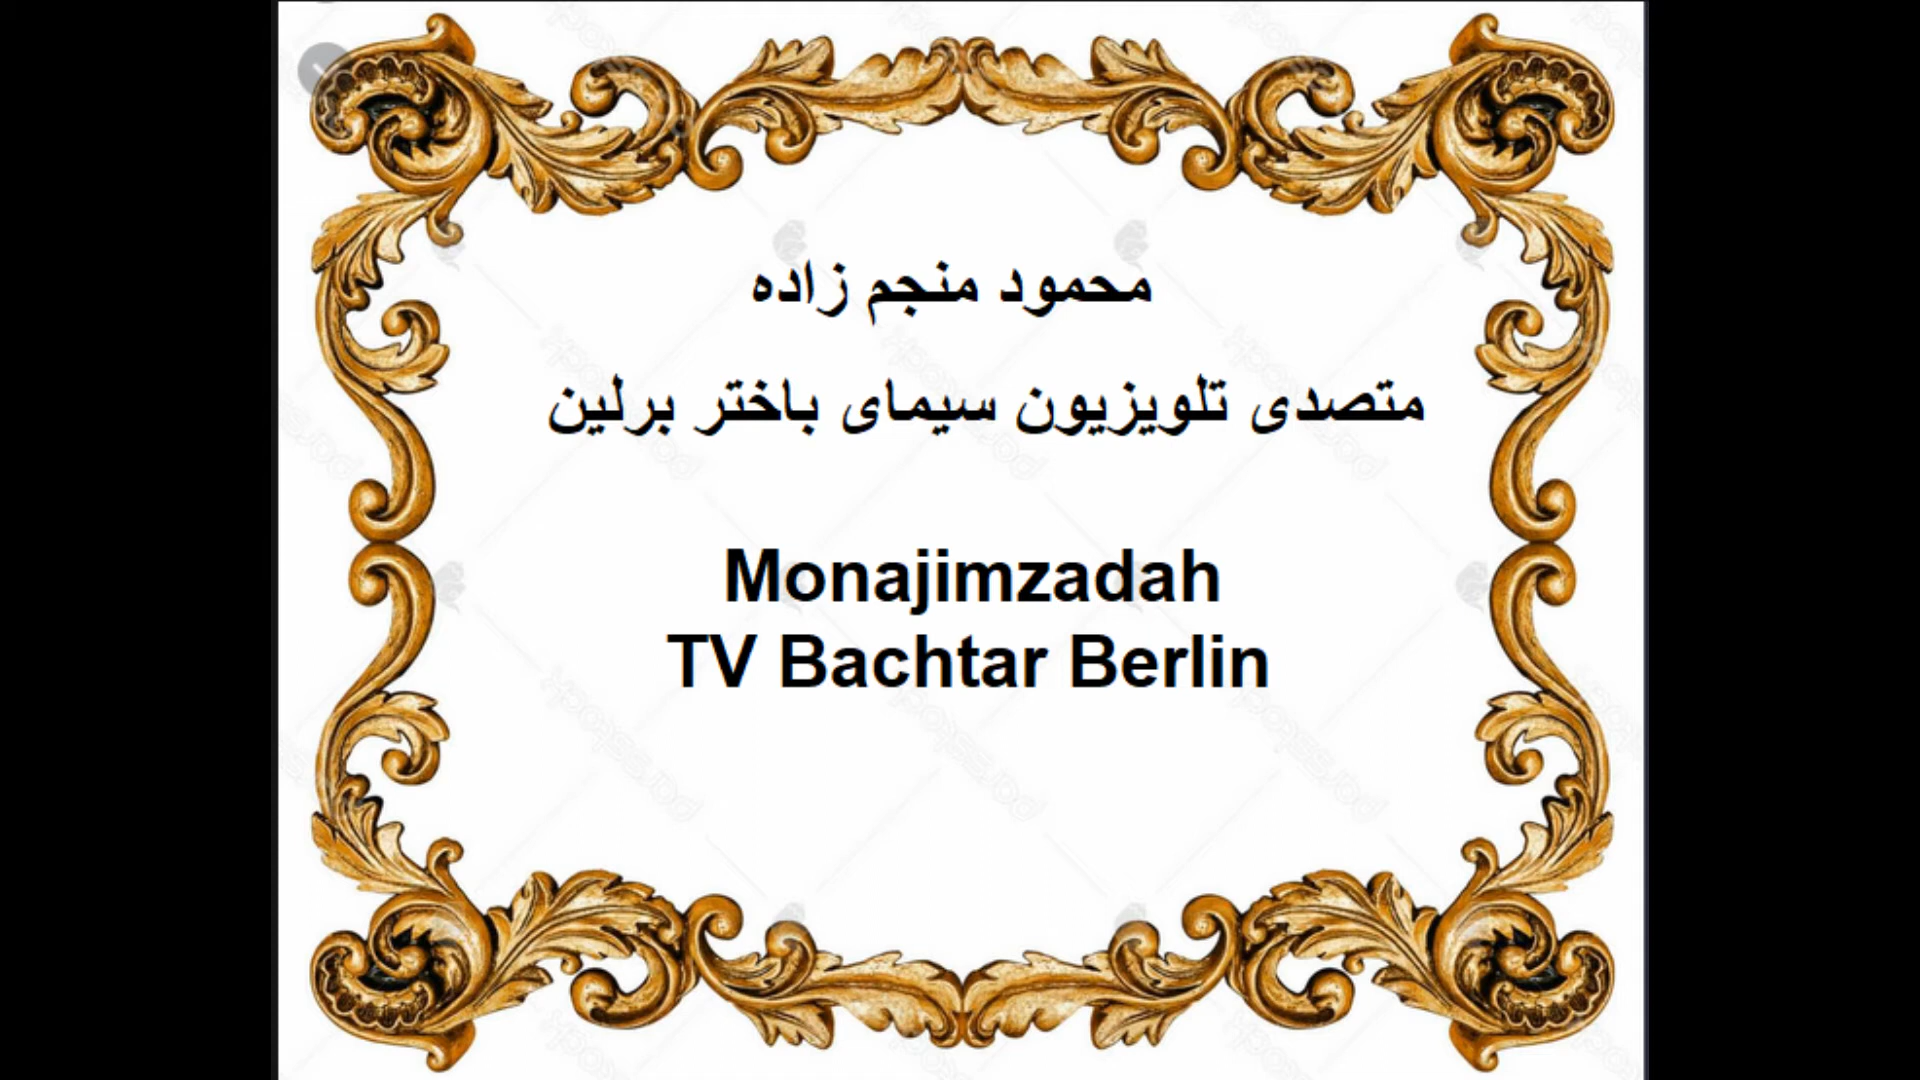 محمود منجم زاده
متصدی تلویزیون سیمای باختر برلین
Monajimzadah
TV Bachtar Berlin